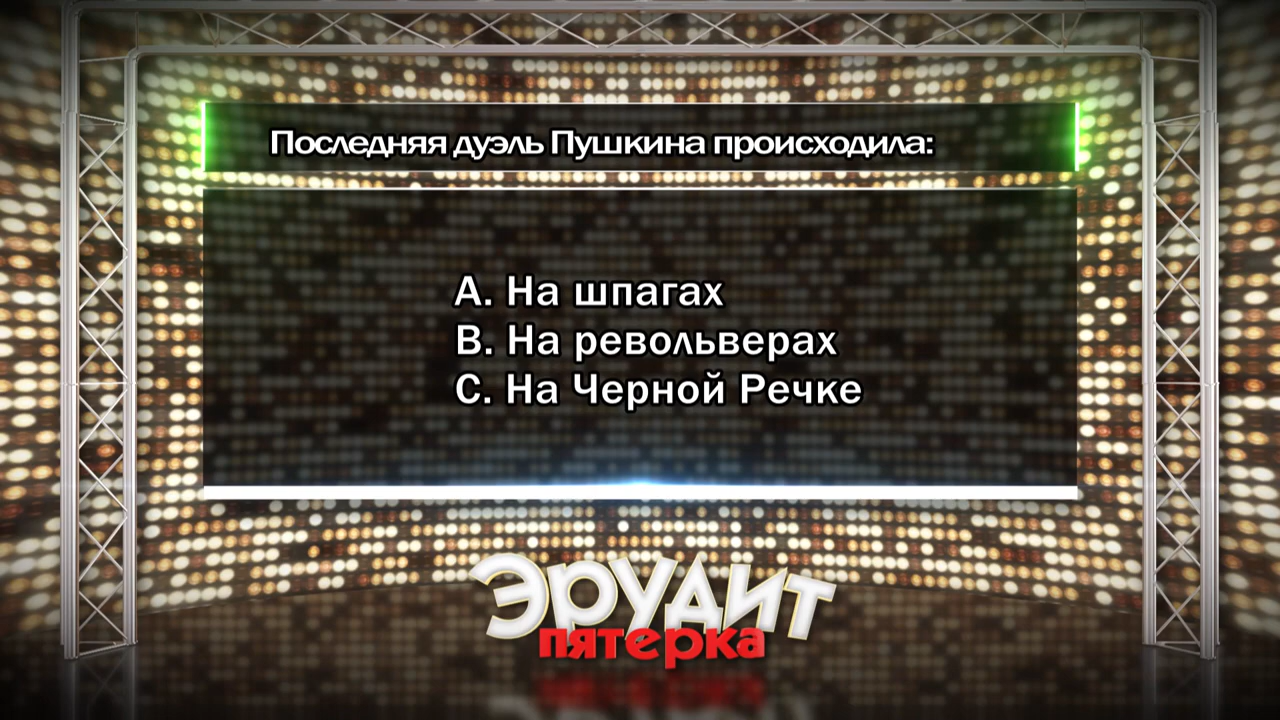 Последняя дуэль Пушкина происходила:
А. На шпагах
В. На револьверах
С. На Черной Речке
Эрудит
пятерка